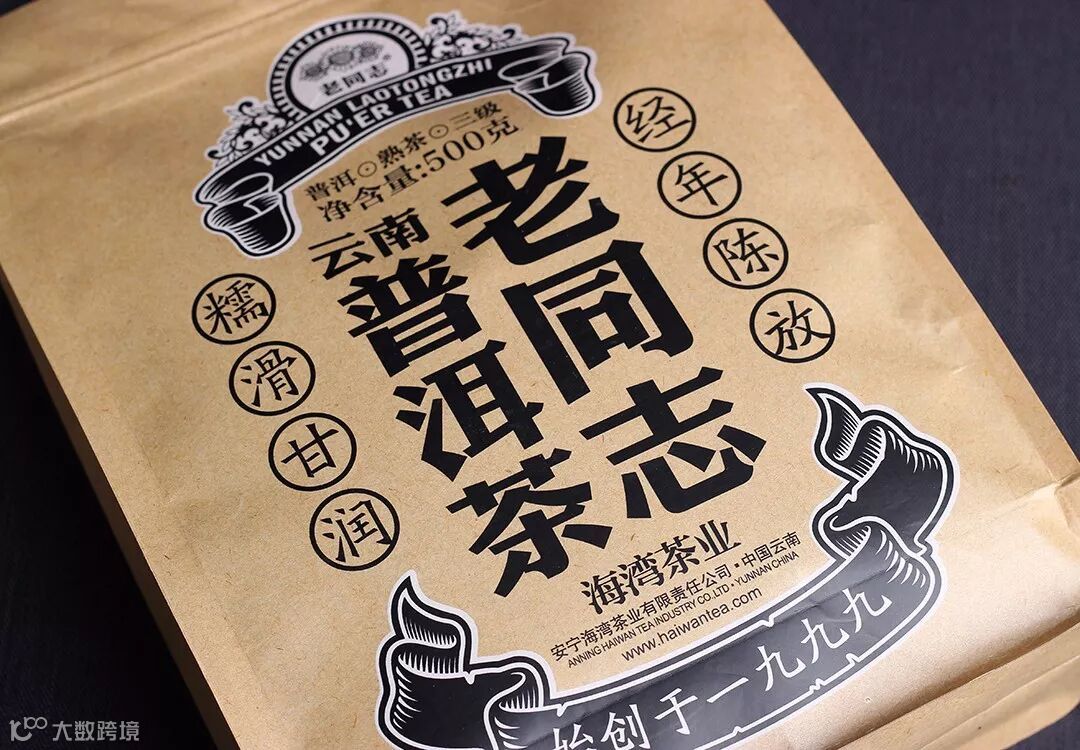 老同志
YUNNAN LAOTONGZHI
PU'ER TEA
普洱⊙熟茶⊙三级
净含量:500克
经年陈放
老同志
云南
普洱茶
糯滑甘润
海湾茶业
安宁海湾茶业有限责任公司·中国云南
ANNING HAIWAN TEA INDUSTRY CO.,LTD·YUNNAN CHINA
www.haiwantea.com
始创于一九九九
大数跨境